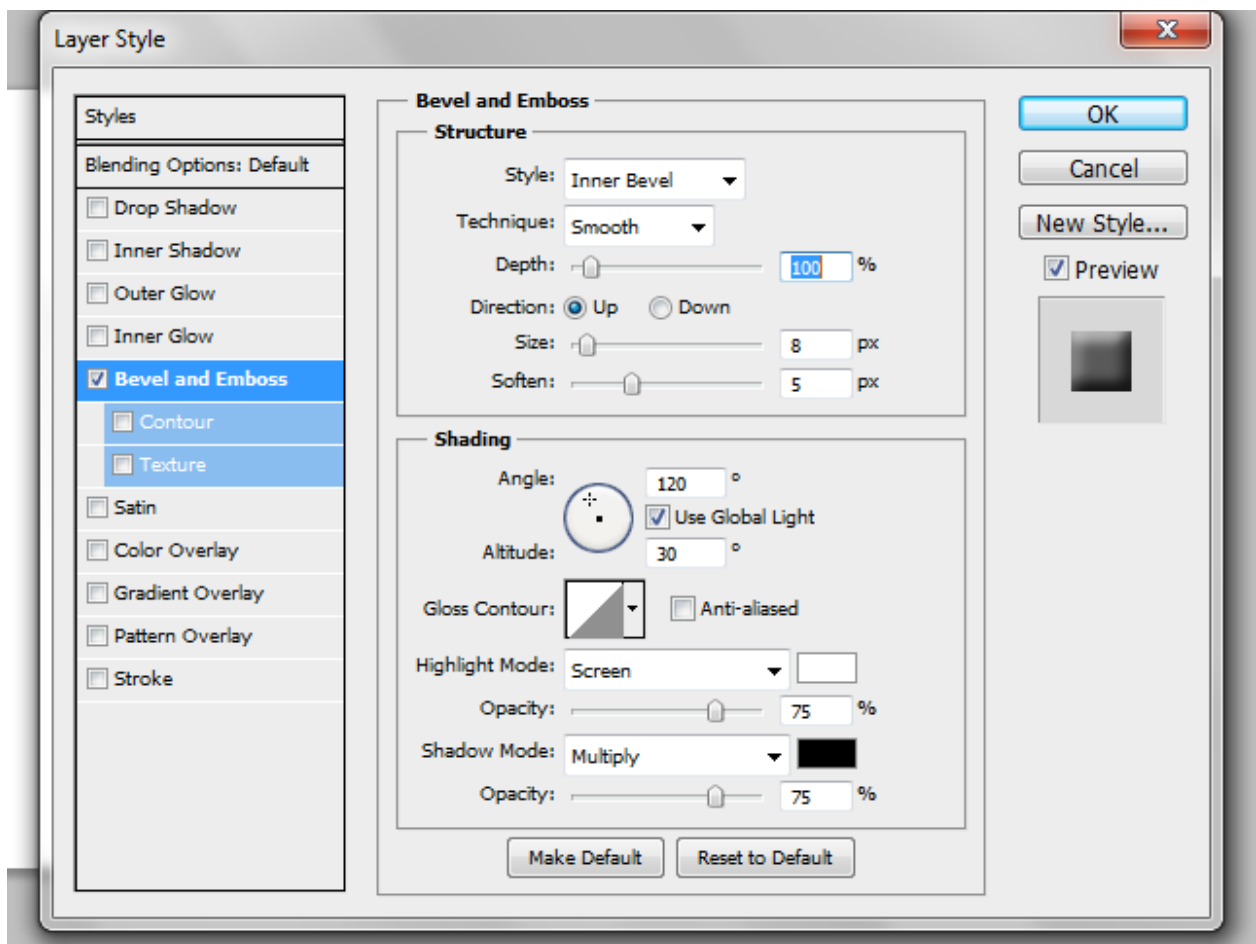 Layer Style
x
Styles
Blending Options: Default
Drop Shadow
Inner Shadow
Outer Glow
Inner Glow
Bevel and Emboss
Contour
Texture
Satin
Color Overlay
Gradient Overlay
Pattern Overlay
Stroke
Bevel and Emboss
Structure
Style: Inner Bevel
Technique: Smooth
Depth: 100 %
Direction: Up Down
Size: 8 px
Soften: 5 px
Shading
Angle: 120 °
Use Global Light
Altitude: 30 °
Gloss Contour: Anti-aliased
Highlight Mode: Screen
Opacity: 75 %
Shadow Mode: Multiply
Opacity: 75 %
Make Default Reset to Default
OK
Cancel
New Style...
Preview